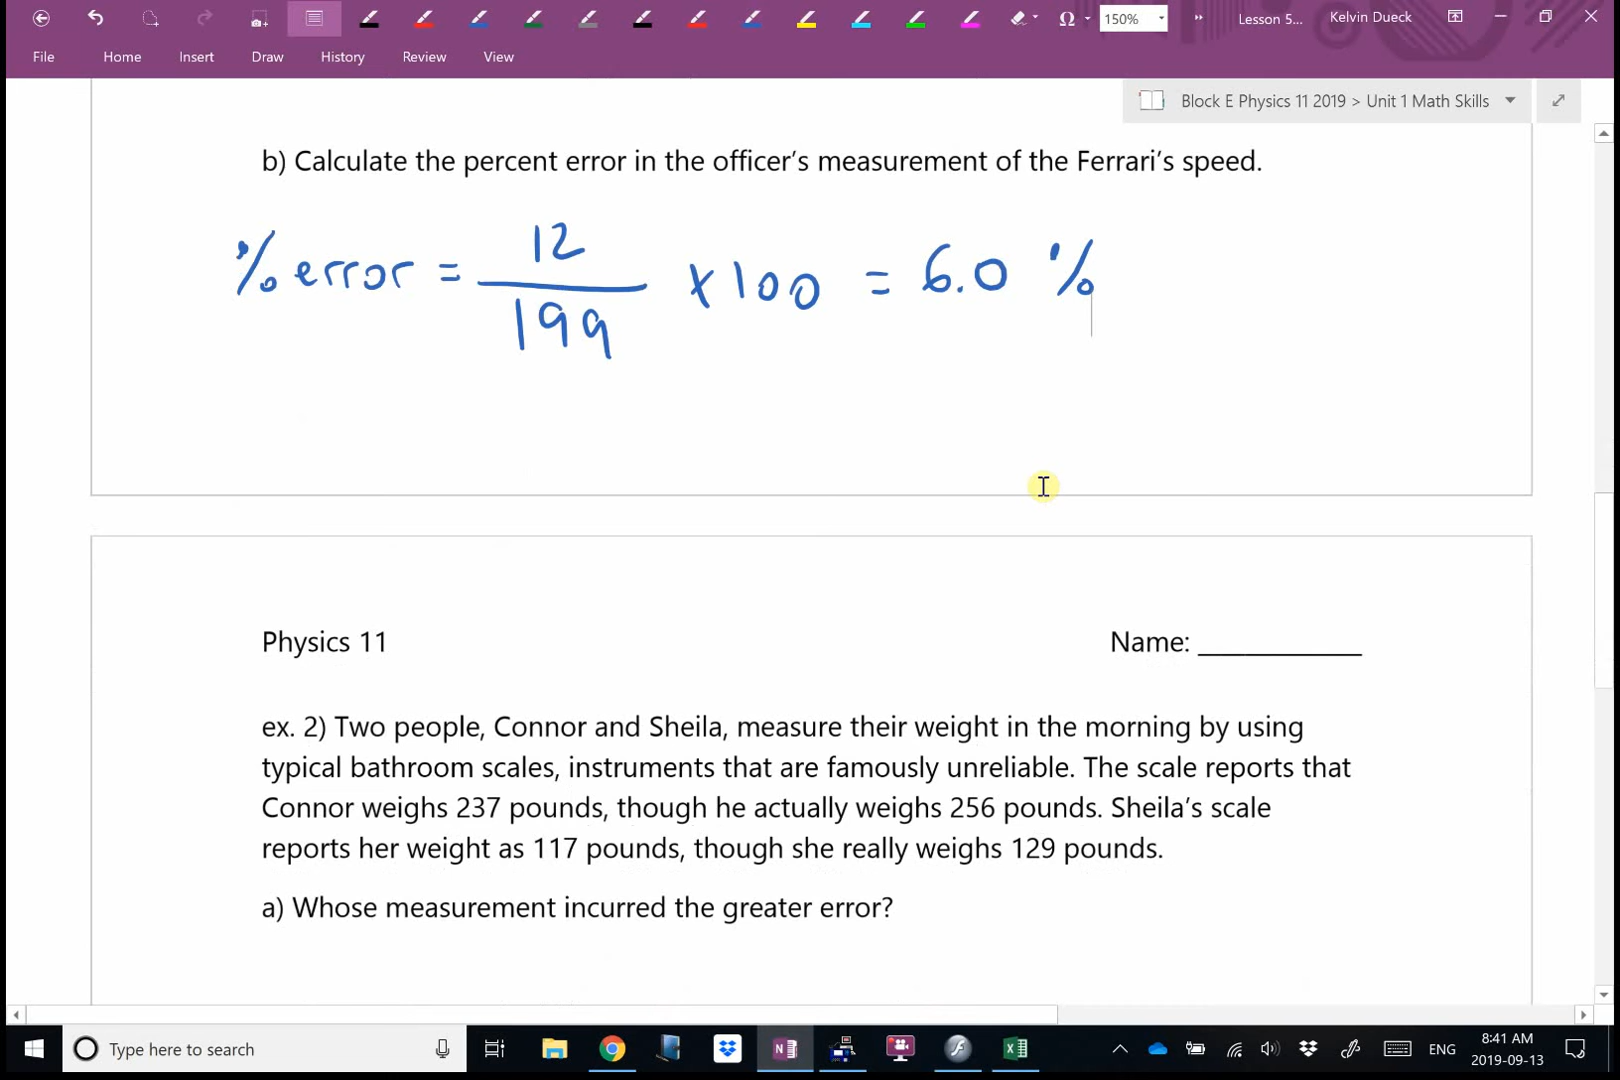 150%
Lesson 5...
Kelvin Dueck
File
Home
Insert
Draw
History
Review
View
Block E Physics 11 2019 > Unit 1 Math Skills
b) Calculate the percent error in the officer’s measurement of the Ferrari’s speed.
% error = 12/199 × 100 = 6.0 %
Physics 11
Name: ____________
ex. 2) Two people, Connor and Sheila, measure their weight in the morning by using
typical bathroom scales, instruments that are famously unreliable. The scale reports that
Connor weighs 237 pounds, though he actually weighs 256 pounds. Sheila’s scale
reports her weight as 117 pounds, though she really weighs 129 pounds.
a) Whose measurement incurred the greater error?
Type here to search
ENG
8:41 AM
2019-09-13